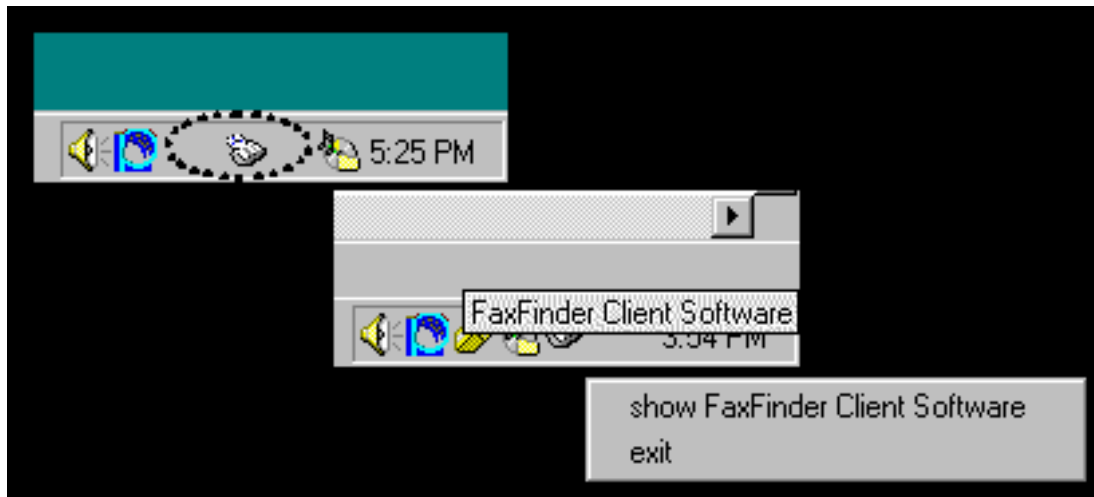 5:25 PM
FaxFinder Client Software
3:54 PM
show FaxFinder Client Software
exit